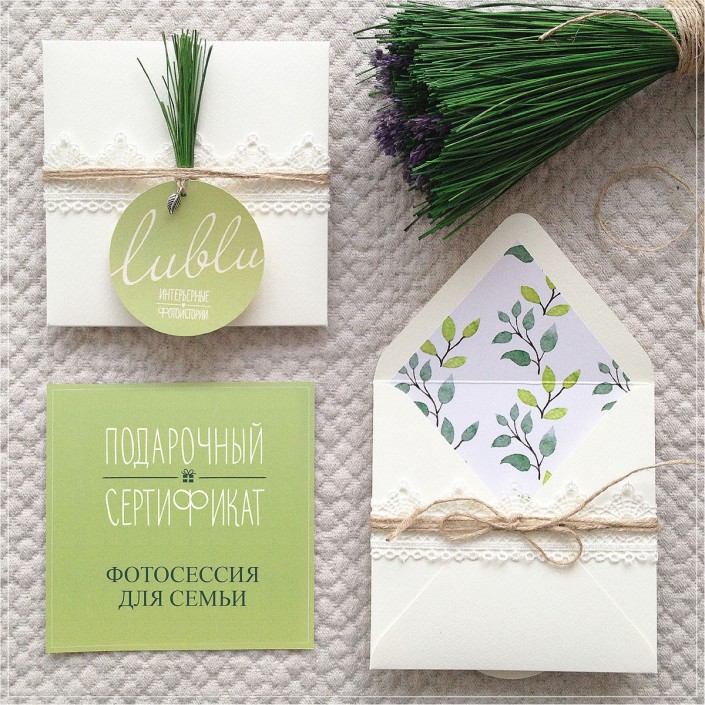 lublu
ИНТЕРЬЕРНЫЕ
ФОТОИСТОРИИ
ПОДАРОЧНЫЙ
СЕРТИФИКАТ
ФОТОСЕССИЯ
ДЛЯ СЕМЬИ